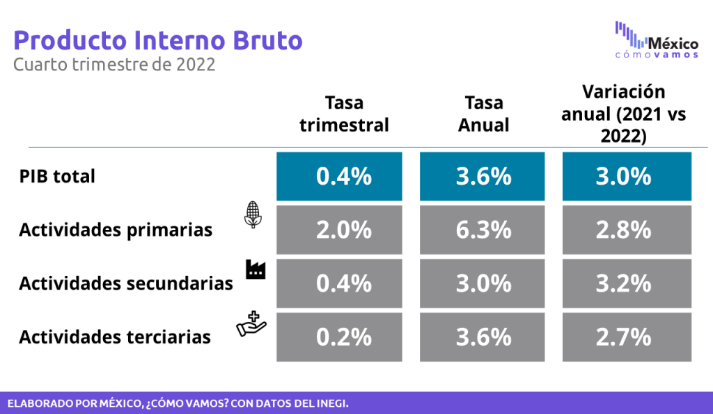 Producto Interno Bruto
Cuarto trimestre de 2022
México
cómovamos
Tasa
trimestral
Tasa
Anual
Variación
anual (2021 vs
2022)
PIB total 0.4% 3.6% 3.0%
Actividades primarias 2.0% 6.3% 2.8%
Actividades secundarias 0.4% 3.0% 3.2%
Actividades terciarias 0.2% 3.6% 2.7%
ELABORADO POR MÉXICO, ¿CÓMO VAMOS? CON DATOS DEL INEGI.